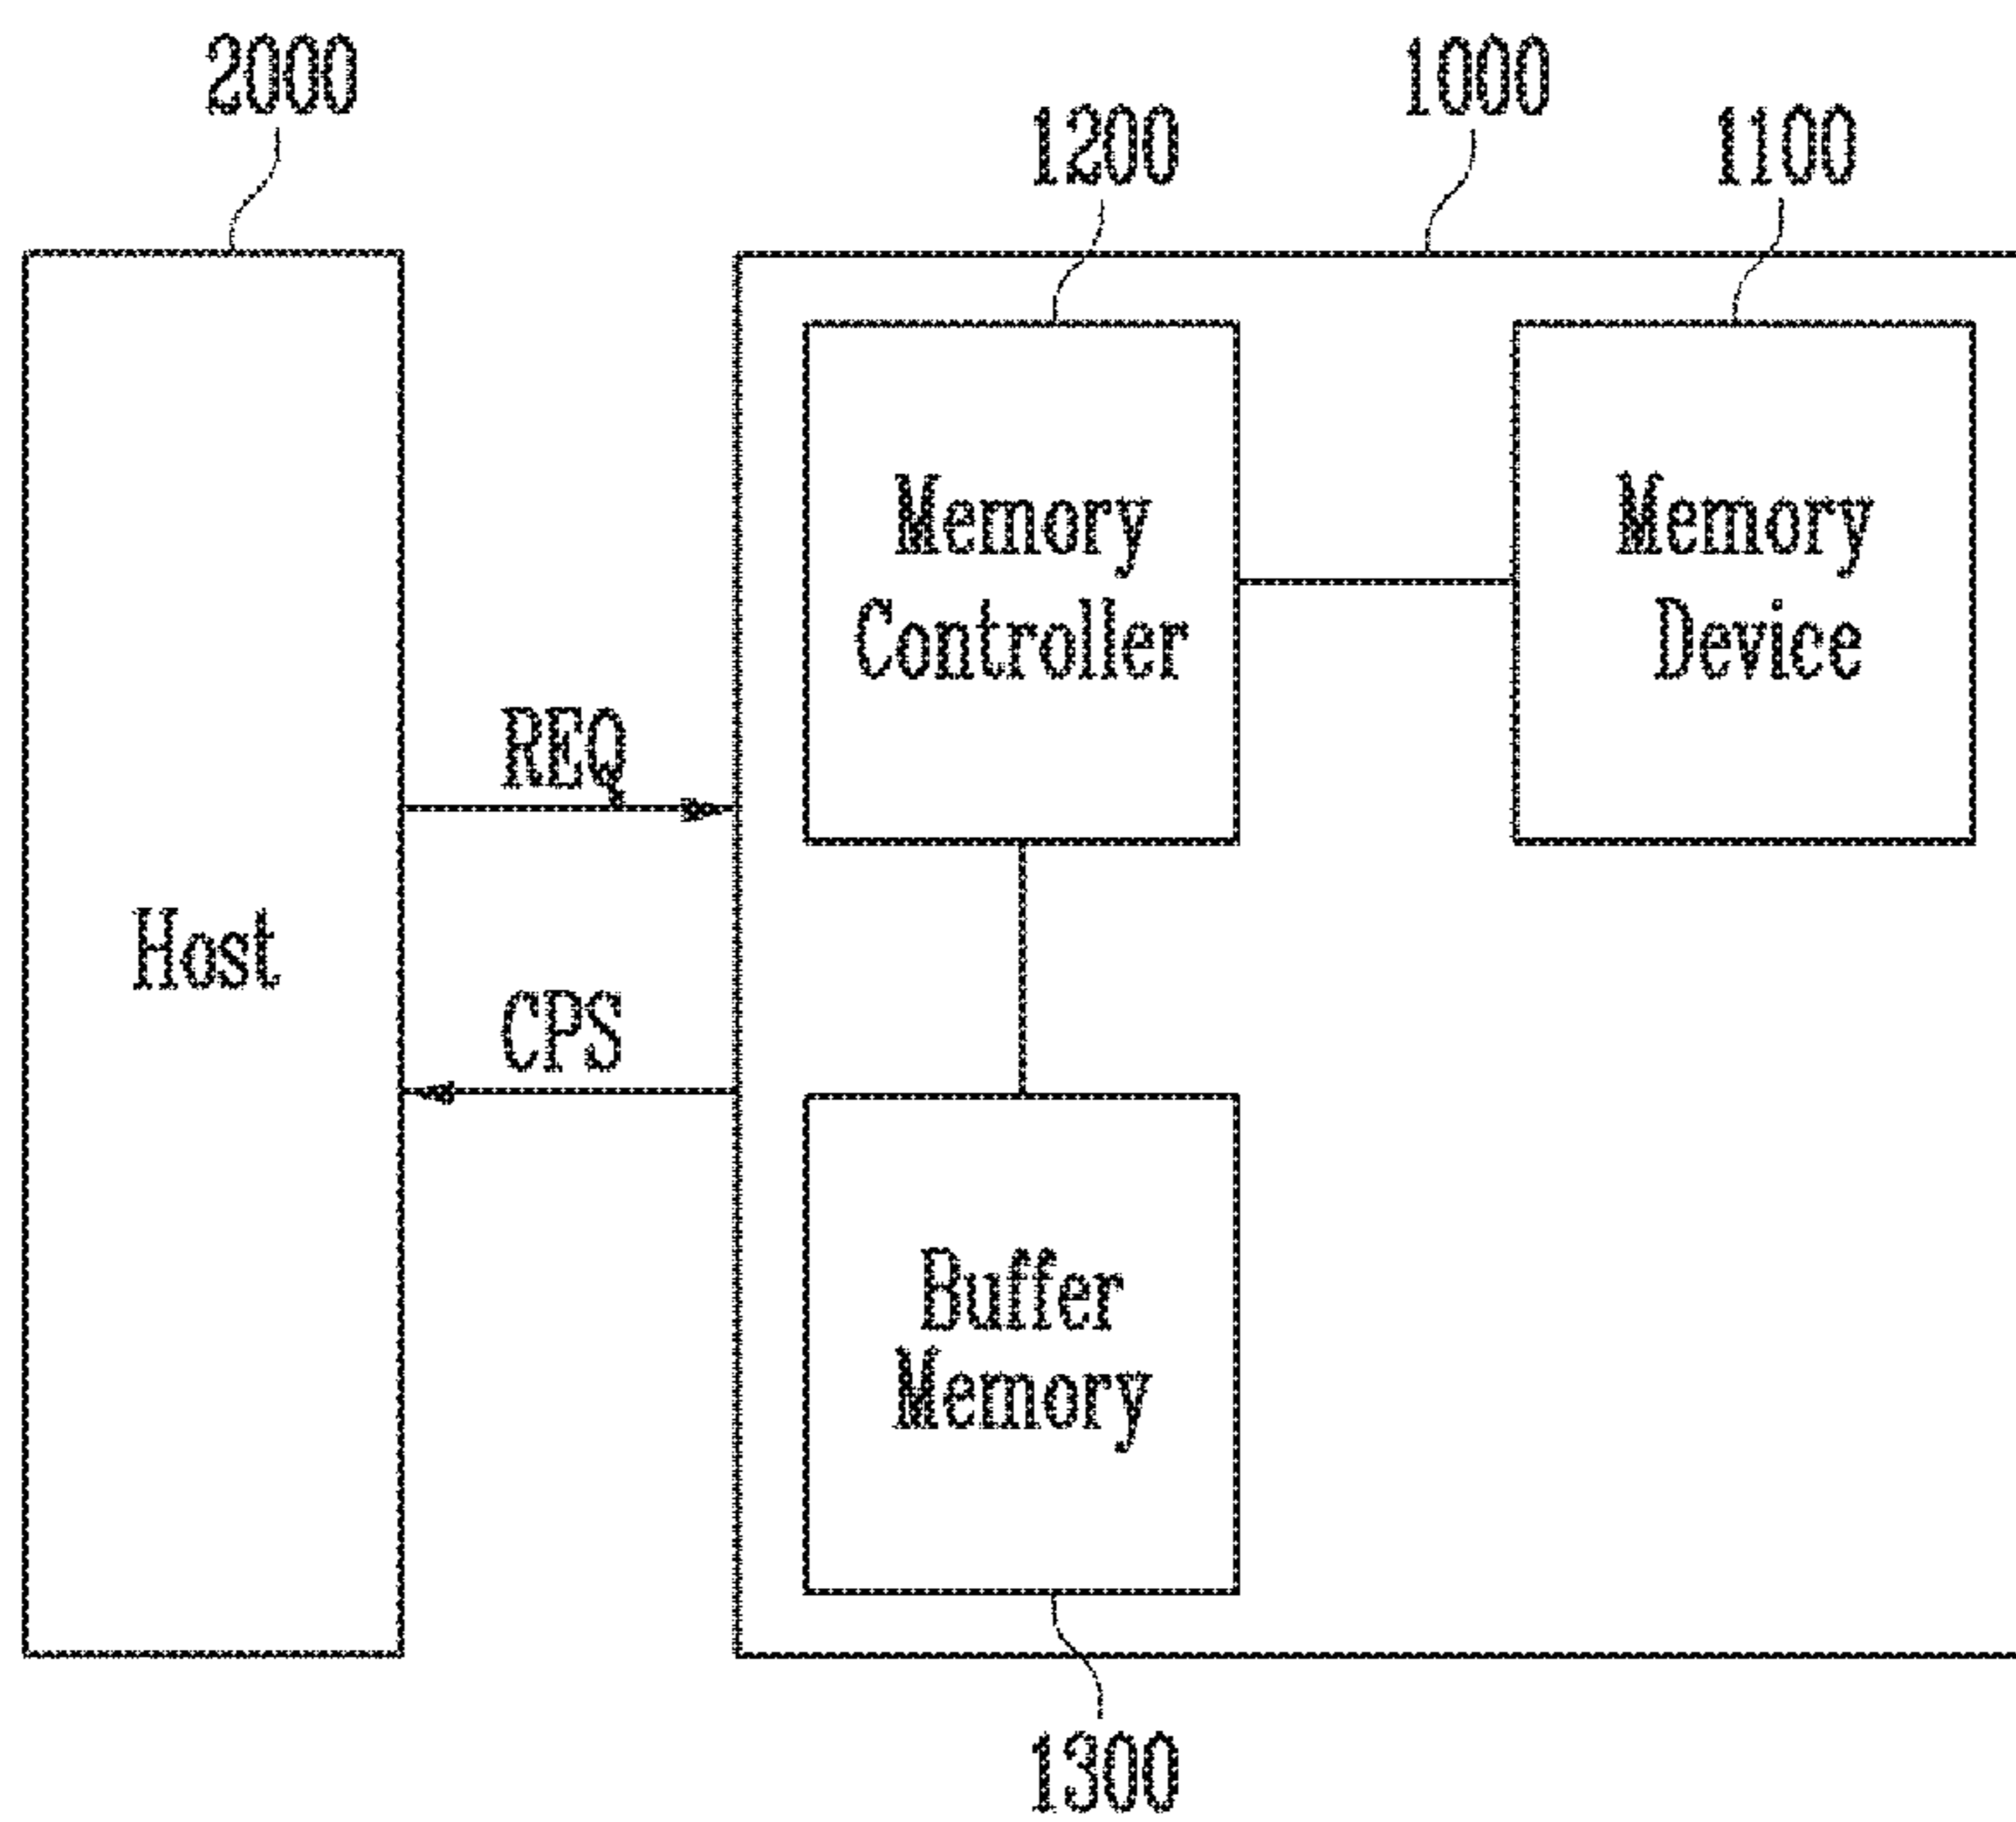 2000
1000
1200
1100
Memory
Controller
Memory
Device
REQ
Host
CPS
Buffer
Memory
1300